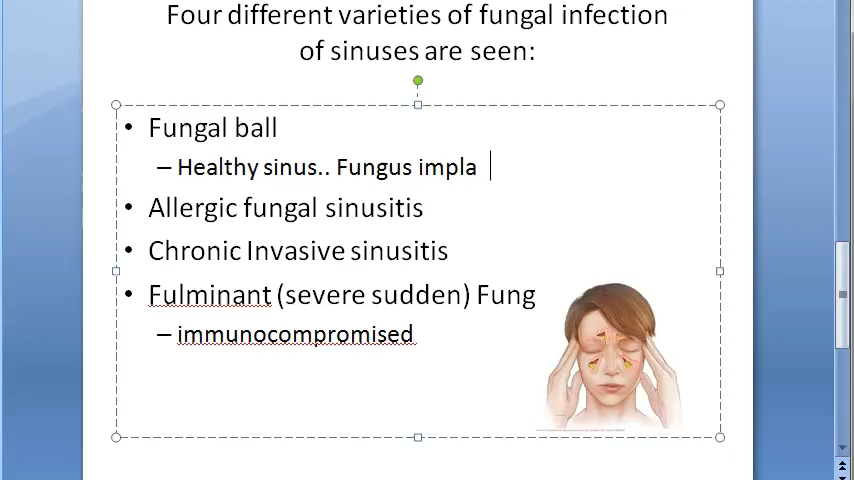 Four different varieties of fungal infection
of sinuses are seen:
• Fungal ball
– Healthy sinus.. Fungus impla
• Allergic fungal sinusitis
• Chronic Invasive sinusitis
• Fulminant (severe sudden) Fung
– immunocompromised